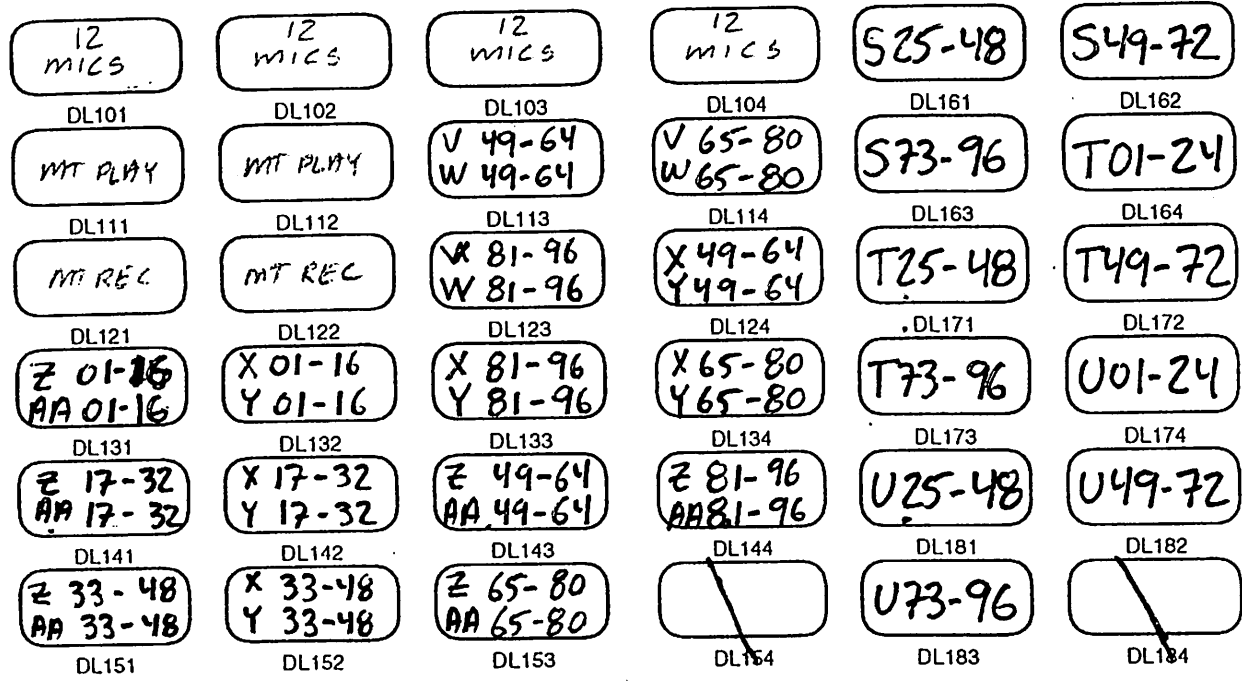 12 12 12 12 S25-48 S49-72
MICS MICS MICS MICS
DL101 DL102 DL103 DL104 DL161 DL162
MT PLAY MT PLAY V 49-64 V 65-80 S73-96 T01-24
W 49-64 W 65-80
DL111 DL112 DL113 DL114 DL163 DL164
MT REC MT REC V 81-96 X 49-64 T25-48 T49-72
W 81-96 Y 49-64
DL121 DL122 DL123 DL124 DL171 DL172
Z 01-16 X 01-16 X 81-96 X 65-80 T73-96 U01-24
AA 01-16 Y 01-16 Y 81-96 Y 65-80
DL131 DL132 DL133 DL134 DL173 DL174
Z 17-32 X 17-32 Z 49-64 Z 81-96 U25-48 U49-72
AA 17-32 Y 17-32 AA 49-64 AA 81-96
DL141 DL142 DL143 DL144 DL181 DL182
Z 33-48 X 33-48 Z 65-80 U73-96
AA 33-48 Y 33-48 AA 65-80
DL151 DL152 DL153 DL154 DL183 DL184